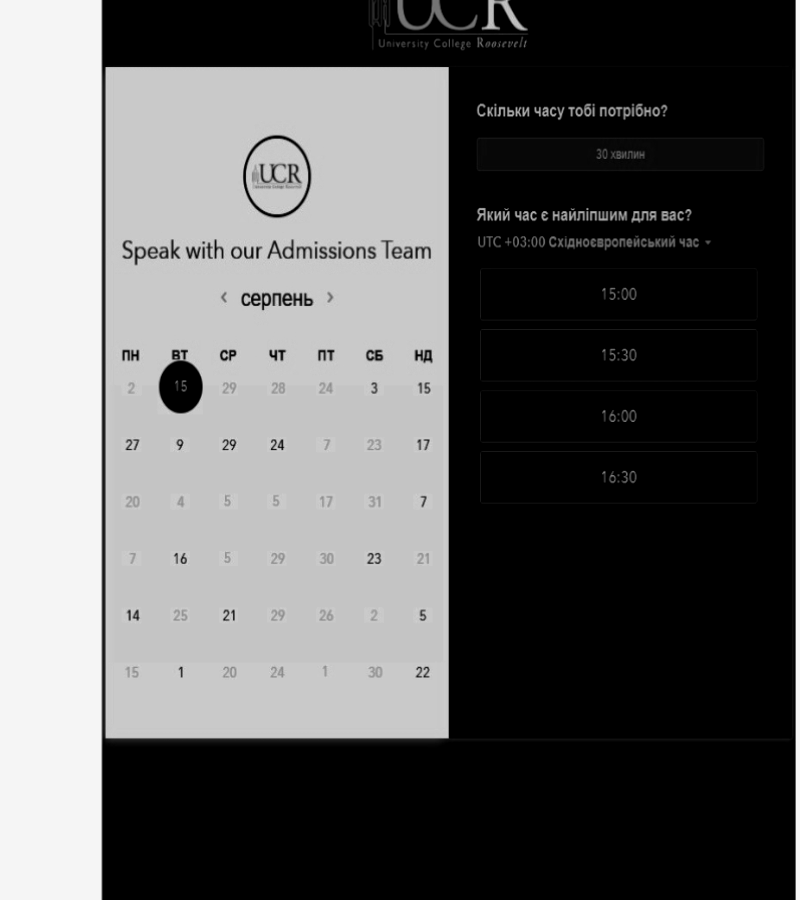 UCR
University College Roosevelt
UCR
Speak with our Admissions Team
серпень
ПН ВТ СР ЧТ ПТ СБ НД
2 15 29 28 24 3 15
27 9 29 24 7 23 17
20 4 5 5 17 31 7
7 16 5 29 30 23 21
14 25 21 29 26 2 5
15 1 20 24 1 30 22
Скільки часу тобі потрібно?
30 хвилин
Який час є найліпшим для вас?
UTC +03:00 Східноєвропейський час
15:00
15:30
16:00
16:30